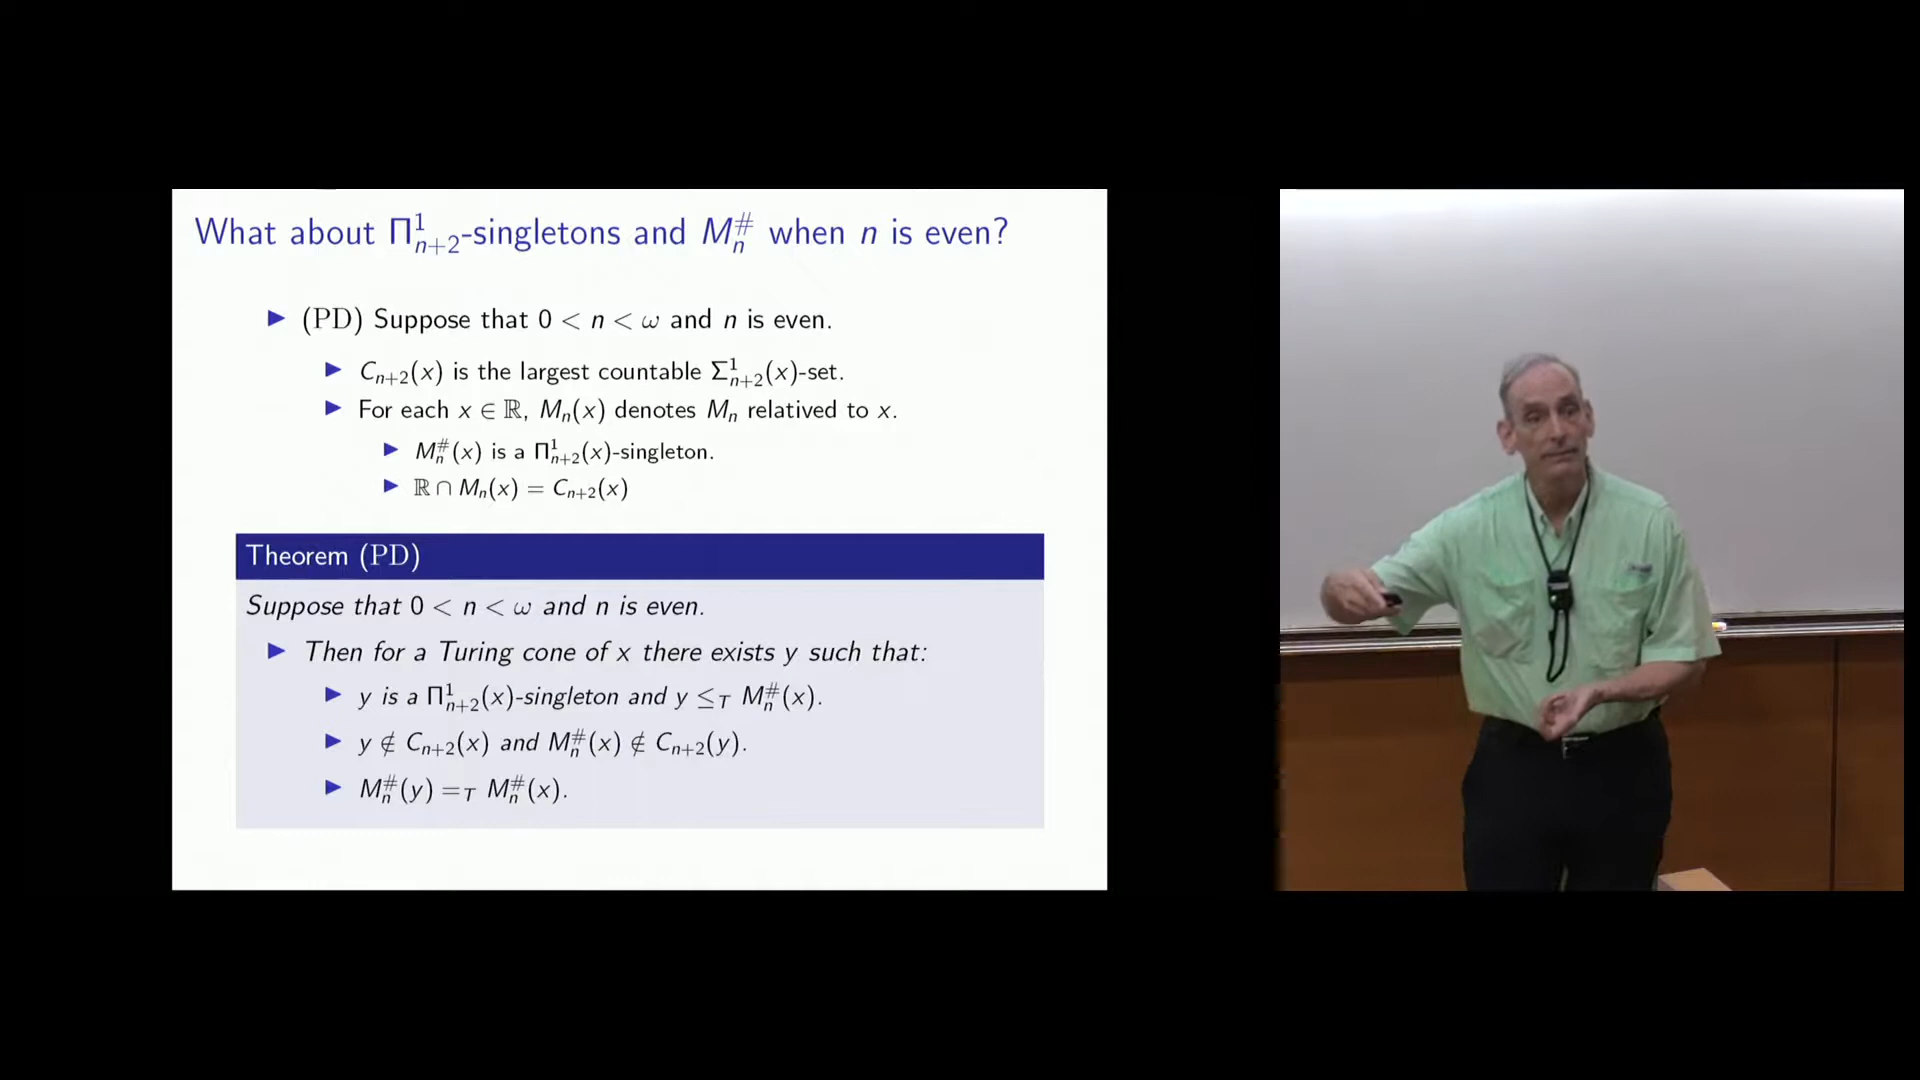 What about Π¹ₙ₊₂-singletons and Mₙ^# when n is even?
▶ (PD) Suppose that 0 < n < ω and n is even.
▶ Cₙ₊₂(x) is the largest countable Σ¹ₙ₊₂(x)-set.
▶ For each x ∈ ℝ, Mₙ(x) denotes Mₙ relatived to x.
▶ Mₙ^#(x) is a Π¹ₙ₊₂(x)-singleton.
▶ ℝ ∩ Mₙ(x) = Cₙ₊₂(x)
Theorem (PD)
Suppose that 0 < n < ω and n is even.
▶ Then for a Turing cone of x there exists y such that:
▶ y is a Π¹ₙ₊₂(x)-singleton and y ≤_T Mₙ^#(x).
▶ y ∉ Cₙ₊₂(x) and Mₙ^#(x) ∉ Cₙ₊₂(y).
▶ Mₙ^#(y) =_T Mₙ^#(x).